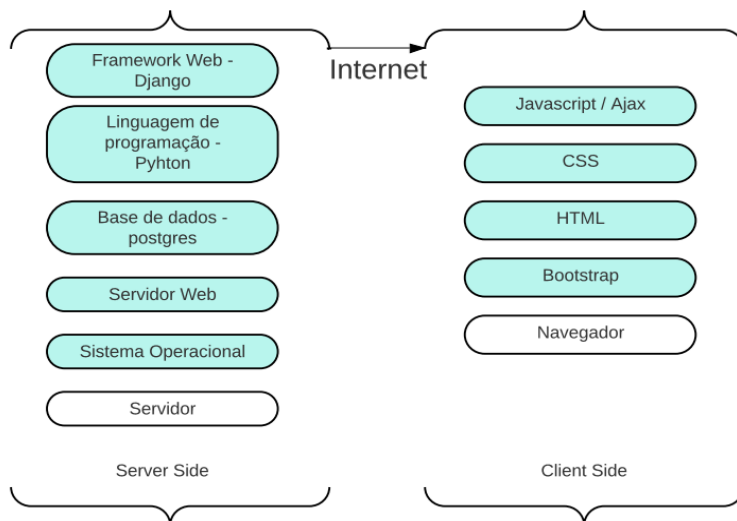 Framework Web -
Django
Linguagem de
programação -
Pyhton
Base de dados -
postgres
Servidor Web
Sistema Operacional
Servidor
Server Side
Internet
Javascript / Ajax
CSS
HTML
Bootstrap
Navegador
Client Side